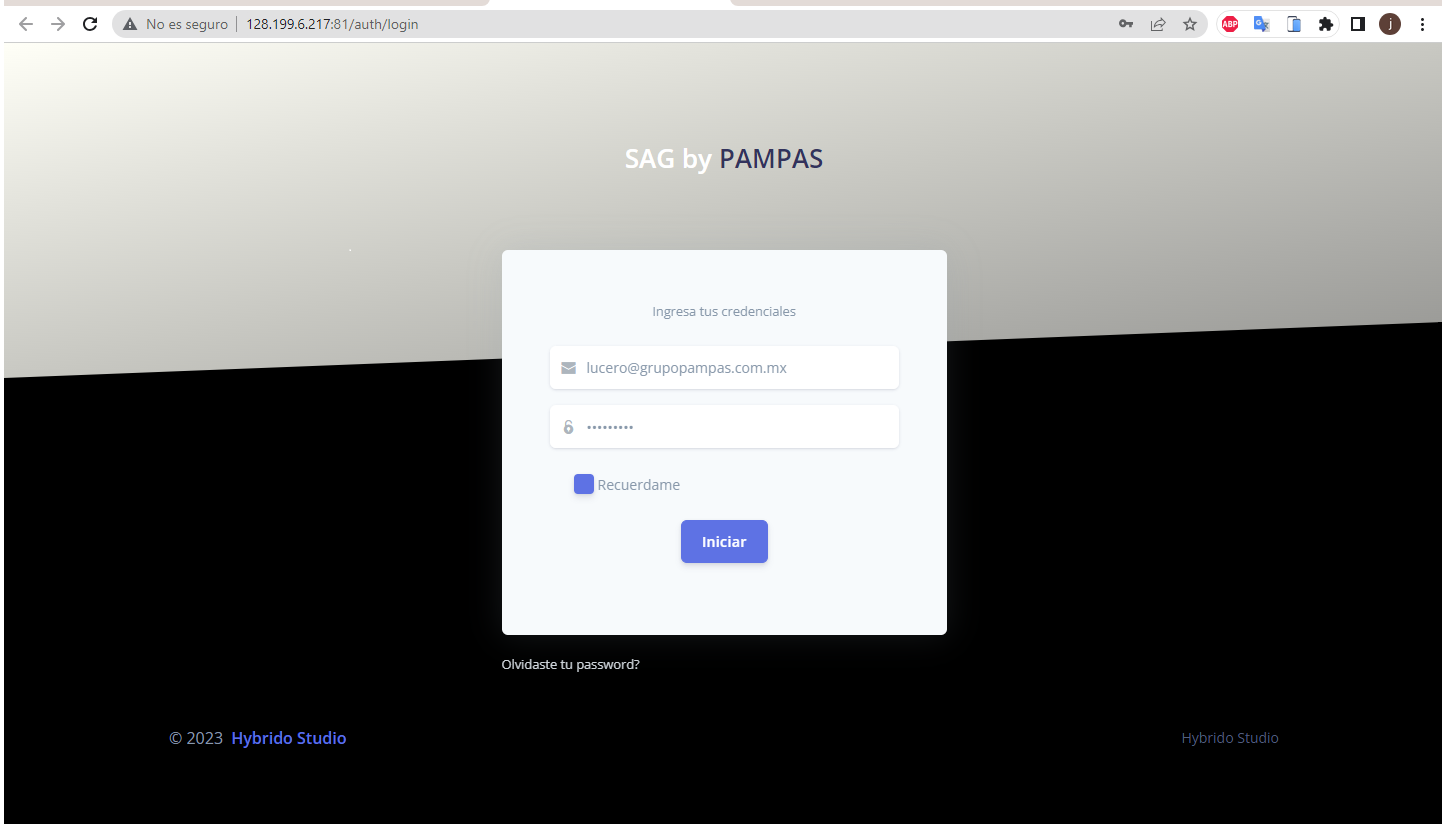 No es seguro | 128.199.6.217:81/auth/login
ABP
G
j
SAG by PAMPAS
Ingresa tus credenciales
lucero@grupopampas.com.mx
•••••••••
Recuerdame
Iniciar
Olvidaste tu password?
© 2023 Hybrido Studio
Hybrido Studio